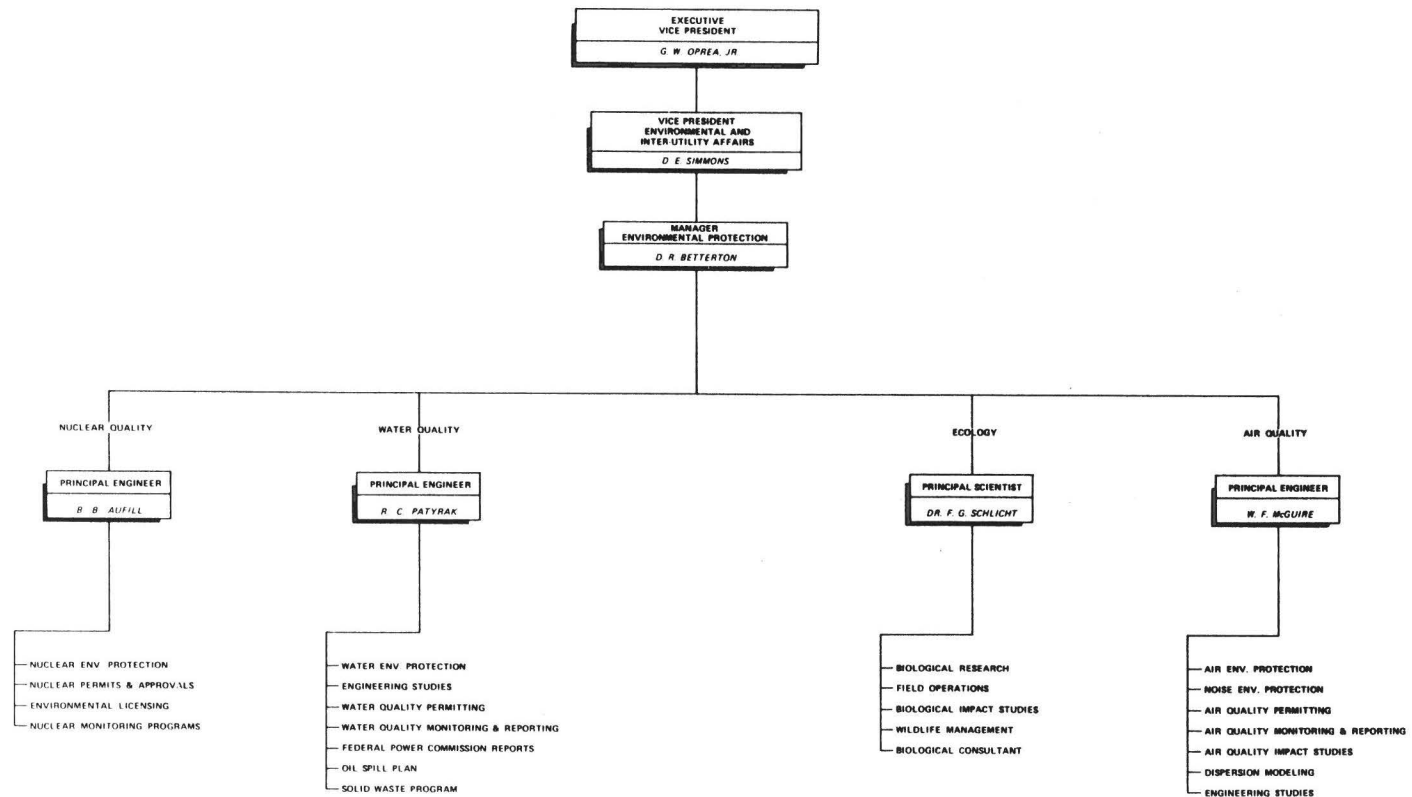 EXECUTIVE
VICE PRESIDENT
G. W. OPREA, JR
VICE PRESIDENT
ENVIRONMENTAL AND
INTER-UTILITY AFFAIRS
D. E. SIMMONS
MANAGER
ENVIRONMENTAL PROTECTION
D. R. BETTERTON
NUCLEAR QUALITY
PRINCIPAL ENGINEER
B. B. AUFILL
NUCLEAR ENV PROTECTION
NUCLEAR PERMITS & APPROVALS
ENVIRONMENTAL LICENSING
NUCLEAR MONITORING PROGRAMS
WATER QUALITY
PRINCIPAL ENGINEER
R. C. PATYRAK
WATER ENV. PROTECTION
ENGINEERING STUDIES
WATER QUALITY PERMITTING
WATER QUALITY MONITORING & REPORTING
FEDERAL POWER COMMISSION REPORTS
OIL SPILL PLAN
SOLID WASTE PROGRAM
ECOLOGY
PRINCIPAL SCIENTIST
DR. F. G. SCHLICHT
BIOLOGICAL RESEARCH
FIELD OPERATIONS
BIOLOGICAL IMPACT STUDIES
WILDLIFE MANAGEMENT
BIOLOGICAL CONSULTANT
AIR QUALITY
PRINCIPAL ENGINEER
W. F. McGUIRE
AIR ENV. PROTECTION
NOISE ENV. PROTECTION
AIR QUALITY PERMITTING
AIR QUALITY MONITORING & REPORTING
AIR QUALITY IMPACT STUDIES
DISPERSION MODELING
ENGINEERING STUDIES